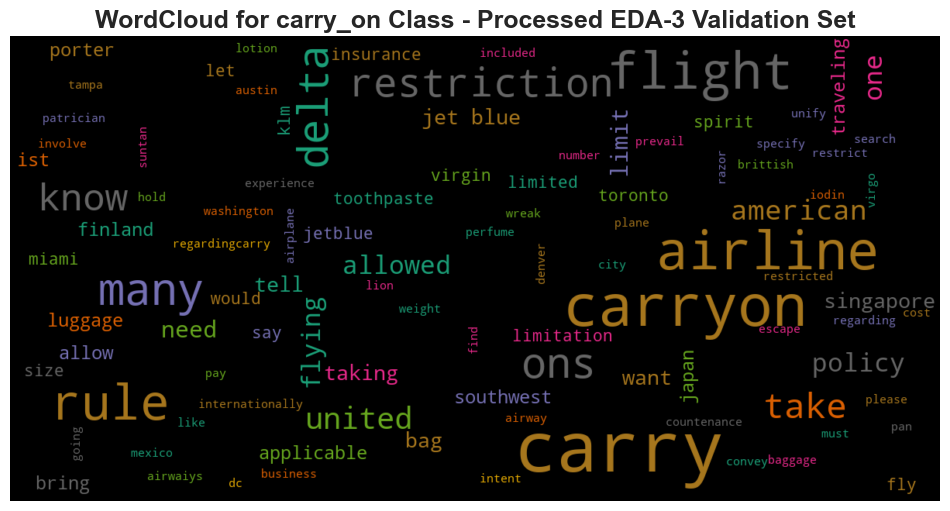 WordCloud for carry_on Class - Processed EDA-3 Validation Set
porter
lotion
insurance
included
flight
traveling
one
tampa
let
austin
delta
restriction
patrician
klm
jet blue
limit
spirit
unify
involve
suntan
number
prevail
specify
search
restrict
ist
experience
virgin
limited
razor
brittish
know
hold
toothpaste
toronto
iodin
virgo
washington
wreak
plane
american
finland
regardingcarry
airplane
jetblue
perfume
airline
miami
tell
allowed
denver
city
restricted
many
would
lion
carryon
singapore
luggage
need
flying
weight
limitation
escape
regarding
cost
allow
say
find
ons
japan
policy
size
pay
taking
want
rule
internationally
southwest
take
please
like
united
airway
countenance
must
pan
going
mexico
applicable
bag
carry
convey
baggage
bring
airwaiys
dc
business
intent
fly